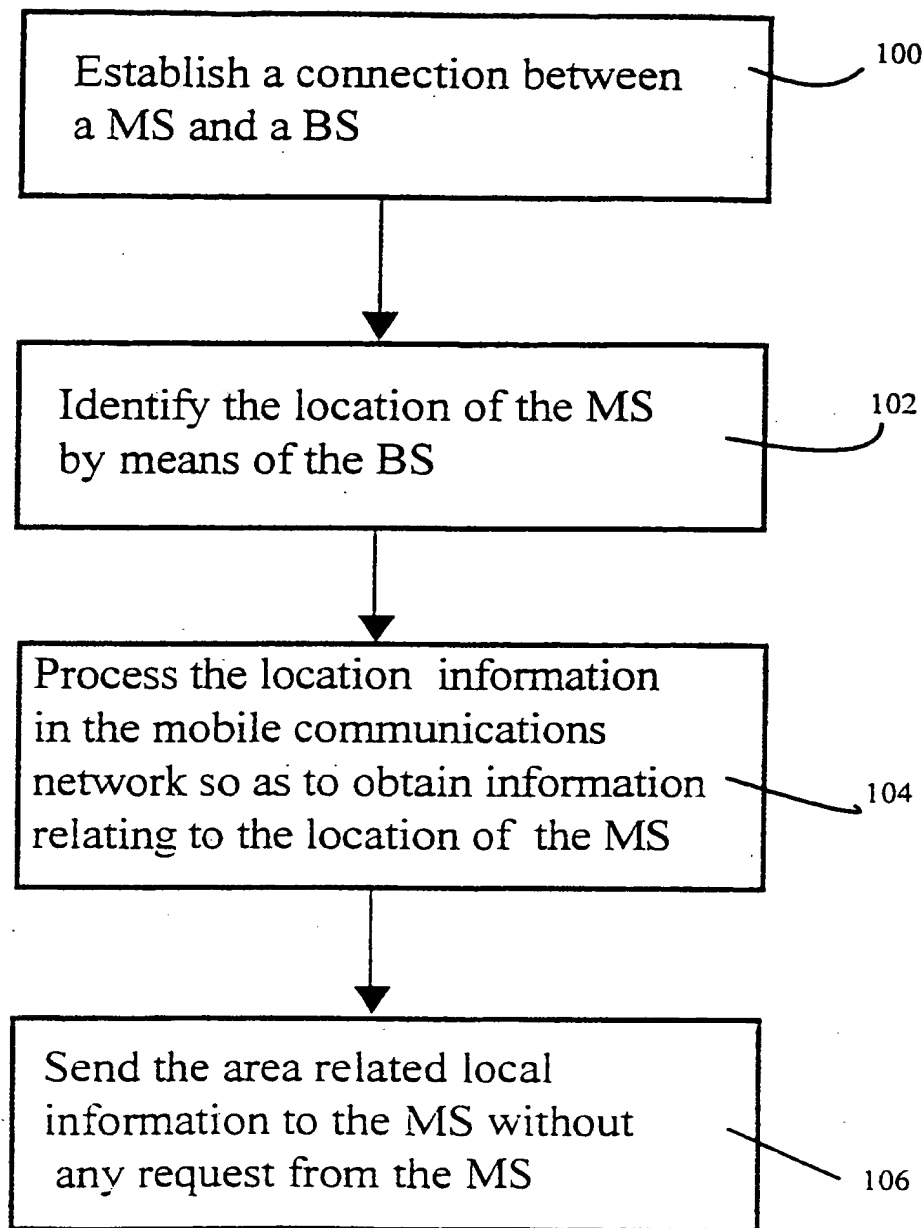 Establish a connection between
a MS and a BS
100
Identify the location of the MS
by means of the BS
102
Process the location information
in the mobile communications
network so as to obtain information
relating to the location of the MS
104
Send the area related local
information to the MS without
any request from the MS
106